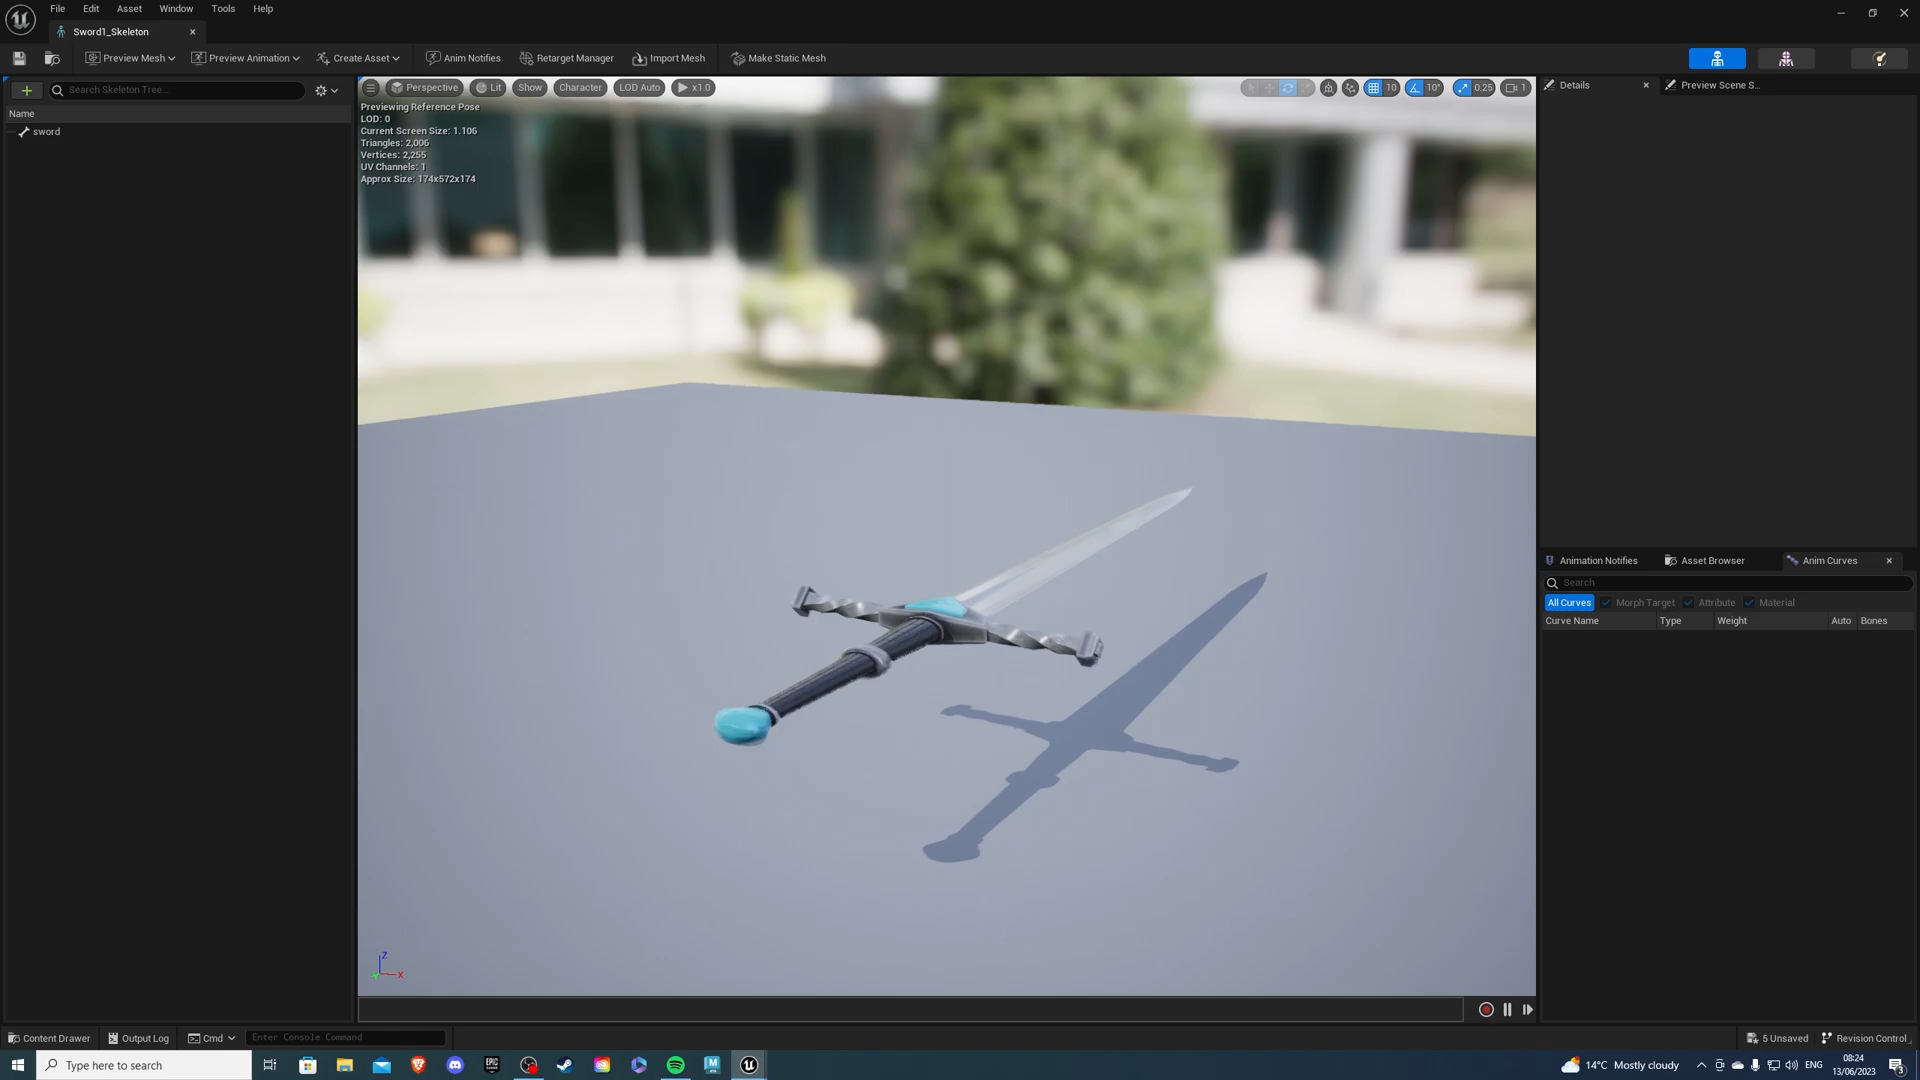 File Edit Asset Window Tools Help
Sword1_Skeleton
Preview Mesh Preview Animation Create Asset Anim Notifies Retarget Manager Import Mesh Make Static Mesh
Search Skeleton Tree...
Name
sword
Perspective Lit Show Character LOD Auto x1.0 10 10° 0.25 1
Previewing Reference Pose
LOD: 0
Current Screen Size: 1.106
Triangles: 2,006
Vertices: 2,255
UV Channels: 1
Approx Size: 174x572x174
Z
X
Details Preview Scene S...
Animation Notifies Asset Browser Anim Curves
Search
All Curves Morph Target Attribute Material
Curve Name Type Weight Auto Bones
Content Drawer Output Log Cmd Enter Console Command 5 Unsaved Revision Control
Type here to search EPIC GAMES M 14°C Mostly cloudy ENG 08:24
13/06/2023 3